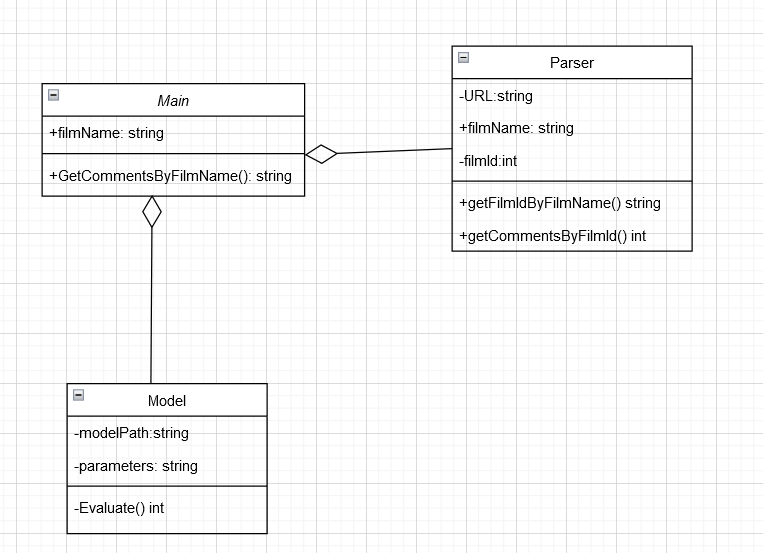 Main
+filmName: string
+GetCommentsByFilmName(): string
Parser
-URL:string
+filmName: string
-filmId:int
+getFilmIdByFilmName() string
+getCommentsByFilmId() int
Model
-modelPath:string
-parameters: string
-Evaluate() int